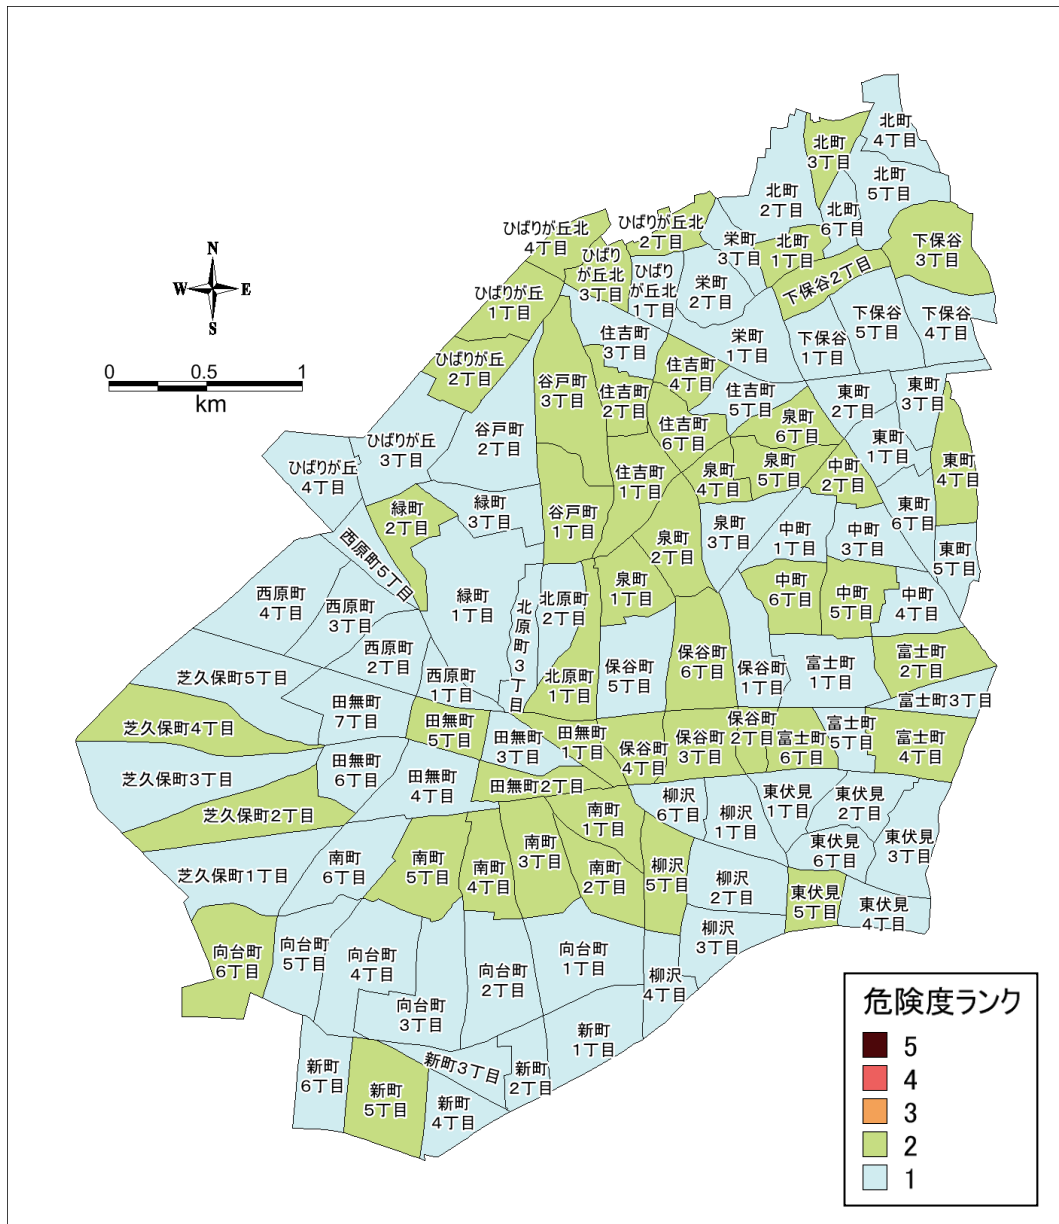 北町
4丁目
北町
3丁目
北町
5丁目
北町
2丁目
北町
6丁目
ひばりが丘北
4丁目
ひばりが丘北
2丁目
栄町
3丁目
北町
1丁目
下保谷
3丁目
N
W
E
S
ひばり
が丘北
3丁目
ひばり
が丘北
1丁目
下保谷2丁目
ひばりが丘
1丁目
栄町
2丁目
下保谷
5丁目
下保谷
4丁目
住吉町
3丁目
栄町
1丁目
下保谷
1丁目
ひばりが丘
2丁目
0
0.5
1
km
谷戸町
3丁目
住吉町
2丁目
住吉町
4丁目
住吉町
5丁目
東町
2丁目
東町
3丁目
ひばりが丘
3丁目
谷戸町
2丁目
住吉町
6丁目
泉町
6丁目
東町
1丁目
ひばりが丘
4丁目
住吉町
1丁目
泉町
4丁目
泉町
5丁目
中町
2丁目
東町
4丁目
緑町
2丁目
緑町
3丁目
谷戸町
1丁目
泉町
2丁目
泉町
3丁目
中町
1丁目
中町
3丁目
東町
6丁目
東町
5丁目
西原町5丁目
西原町
4丁目
西原町
3丁目
緑町
1丁目
北原町3丁目
北原町
2丁目
泉町
1丁目
中町
6丁目
中町
5丁目
中町
4丁目
西原町
2丁目
西原町
1丁目
北原町
1丁目
保谷町
5丁目
保谷町
6丁目
保谷町
1丁目
富士町
1丁目
富士町
2丁目
芝久保町5丁目
田無町
7丁目
富士町3丁目
芝久保町4丁目
田無町
5丁目
田無町
3丁目
田無町
1丁目
保谷町
4丁目
保谷町
3丁目
保谷町
2丁目
富士町
6丁目
富士町
5丁目
富士町
4丁目
芝久保町3丁目
田無町
6丁目
田無町
4丁目
田無町2丁目
芝久保町2丁目
南町
1丁目
柳沢
6丁目
柳沢
1丁目
東伏見
1丁目
東伏見
2丁目
東伏見
3丁目
芝久保町1丁目
南町
6丁目
南町
5丁目
南町
4丁目
南町
3丁目
南町
2丁目
柳沢
5丁目
柳沢
2丁目
東伏見
6丁目
東伏見
5丁目
東伏見
4丁目
向台町
6丁目
向台町
5丁目
向台町
4丁目
向台町
3丁目
向台町
2丁目
向台町
1丁目
柳沢
3丁目
柳沢
4丁目
新町
6丁目
新町
5丁目
新町3丁目
新町
4丁目
新町
2丁目
新町
1丁目
危険度ランク
5
4
3
2
1